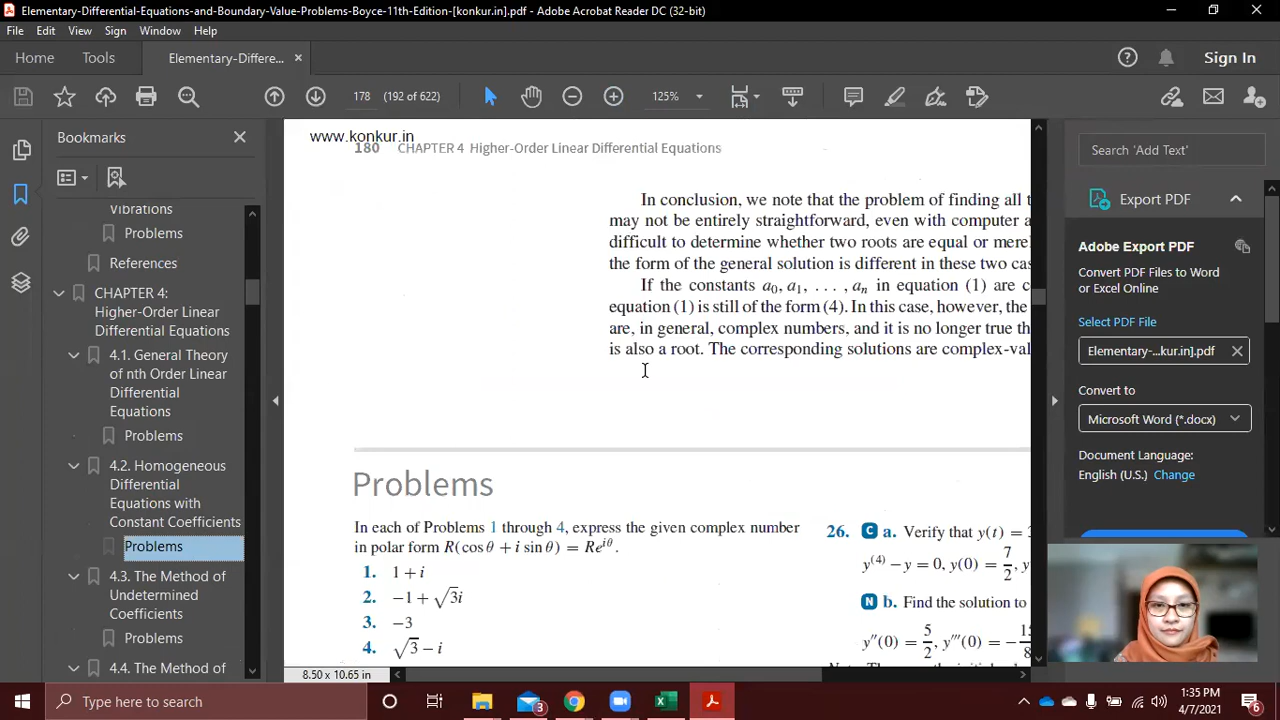 Elementary-Differential-Equations-and-Boundary-Value-Problems-Boyce-11th-Edition-[konkur.in].pdf - Adobe Acrobat Reader DC (32-bit)
File Edit View Sign Window Help
Home Tools Elementary-Differe... × Sign In
178 (192 of 622) 125%
Bookmarks
Vibrations
Problems
References
CHAPTER 4:
Higher-Order Linear
Differential Equations
4.1. General Theory
of nth Order Linear
Differential
Equations
Problems
4.2. Homogeneous
Differential
Equations with
Constant Coefficients
Problems
4.3. The Method of
Undetermined
Coefficients
Problems
4.4. The Method of
www.konkur.in
180 CHAPTER 4 Higher-Order Linear Differential Equations
In conclusion, we note that the problem of finding all
may not be entirely straightforward, even with computer a
difficult to determine whether two roots are equal or mere
the form of the general solution is different in these two cas
If the constants a₀, a₁, . . . , aₙ in equation (1) are c
equation (1) is still of the form (4). In this case, however, the
are, in general, complex numbers, and it is no longer true th
is also a root. The corresponding solutions are complex-val
Problems
In each of Problems 1 through 4, express the given complex number
in polar form R(cos θ + i sin θ) = Re^{iθ}.
1. 1 + i
2. −1 + √3i
3. −3
4. √3 − i
26. C a. Verify that y(t) =
y⁽⁴⁾ − y = 0, y(0) = 7/2, y
N b. Find the solution to
y″(0) = 5/2, y‴(0) = −
8.50 x 10.65 in
Search 'Add Text'
Export PDF
Adobe Export PDF
Convert PDF Files to Word
or Excel Online
Select PDF File
Elementary-...kur.in].pdf ×
Convert to
Microsoft Word (*.docx)
Document Language:
English (U.S.) Change
Type here to search
3
1:35 PM
4/7/2021
6